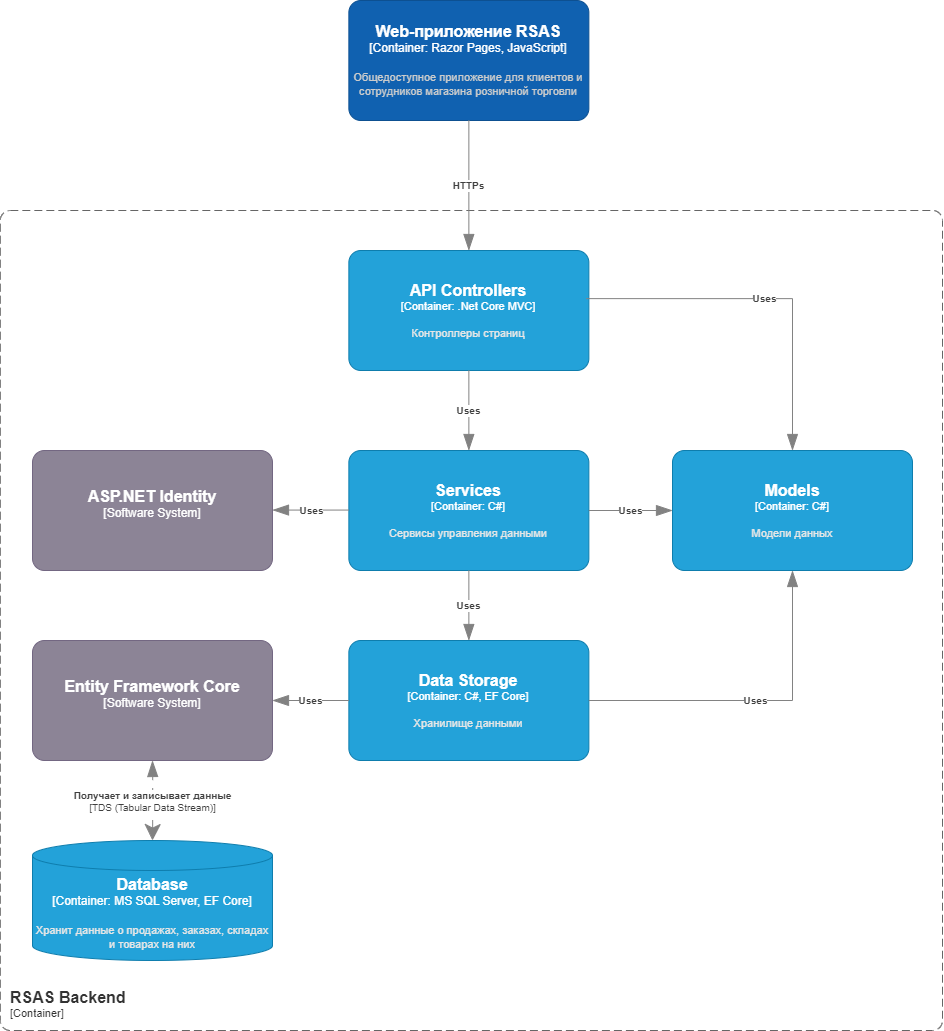 Web-приложение RSAS
[Container: Razor Pages, JavaScript]
Общедоступное приложение для клиентов и
сотрудников магазина розничной торговли
HTTPs
API Controllers
[Container: .Net Core MVC]
Контроллеры страниц
Uses
Uses
ASP.NET Identity
[Software System]
Uses
Services
[Container: C#]
Сервисы управления данными
Uses
Models
[Container: C#]
Модели данных
Uses
Entity Framework Core
[Software System]
Uses
Data Storage
[Container: C#, EF Core]
Хранилище данными
Uses
Получает и записывает данные
[TDS (Tabular Data Stream)]
Database
[Container: MS SQL Server, EF Core]
Хранит данные о продажах, заказах, складах
и товарах на них
RSAS Backend
[Container]